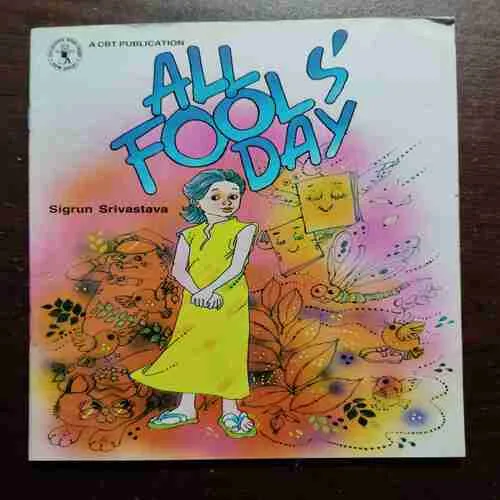 A CBT PUBLICATION
ALL
FOOLS'
DAY
Sigrun Srivastava